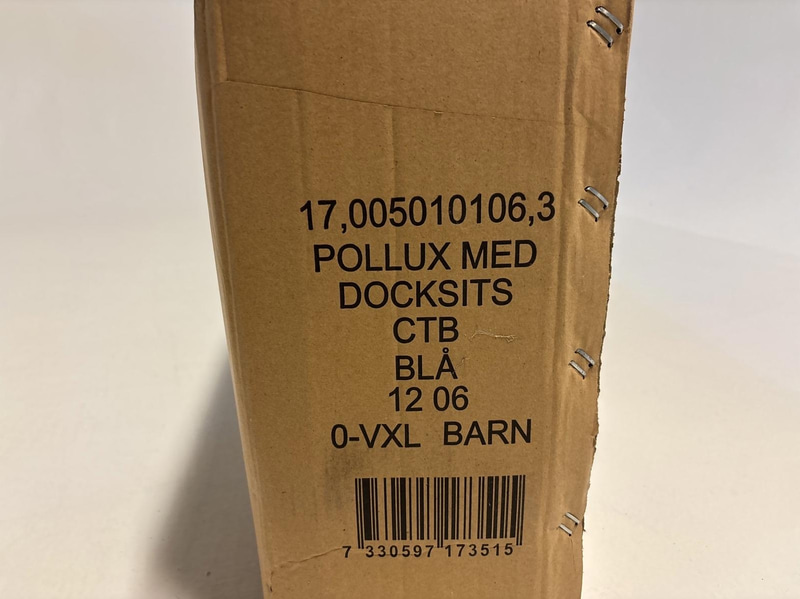 17,005010106,3
POLLUX MED
DOCKSITS
CTB
BLÅ
12 06
0-VXL BARN
7 330597 173515